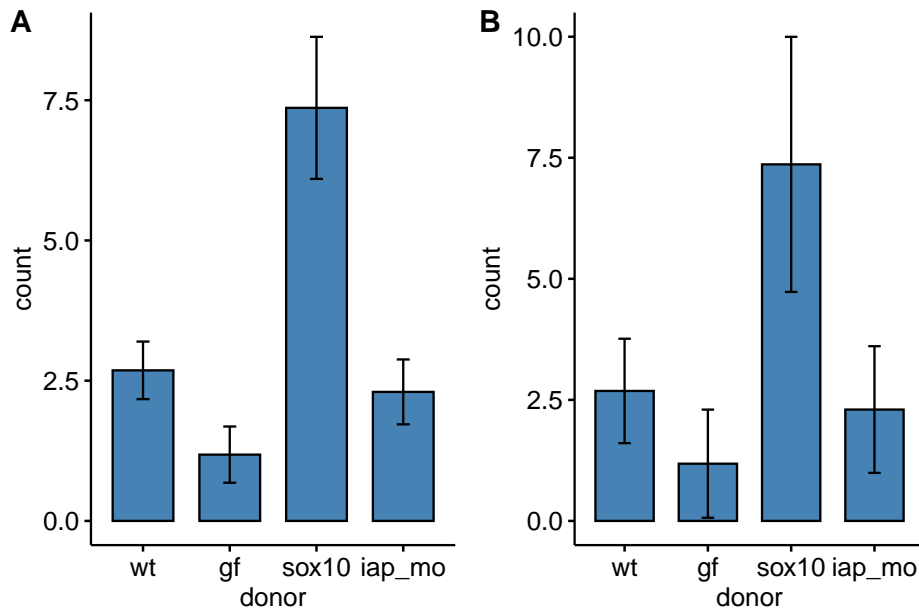 A
count
7.5
5.0
2.5
0.0
wt gf sox10 iap_mo
donor
B
count
10.0
7.5
5.0
2.5
0.0
wt gf sox10 iap_mo
donor